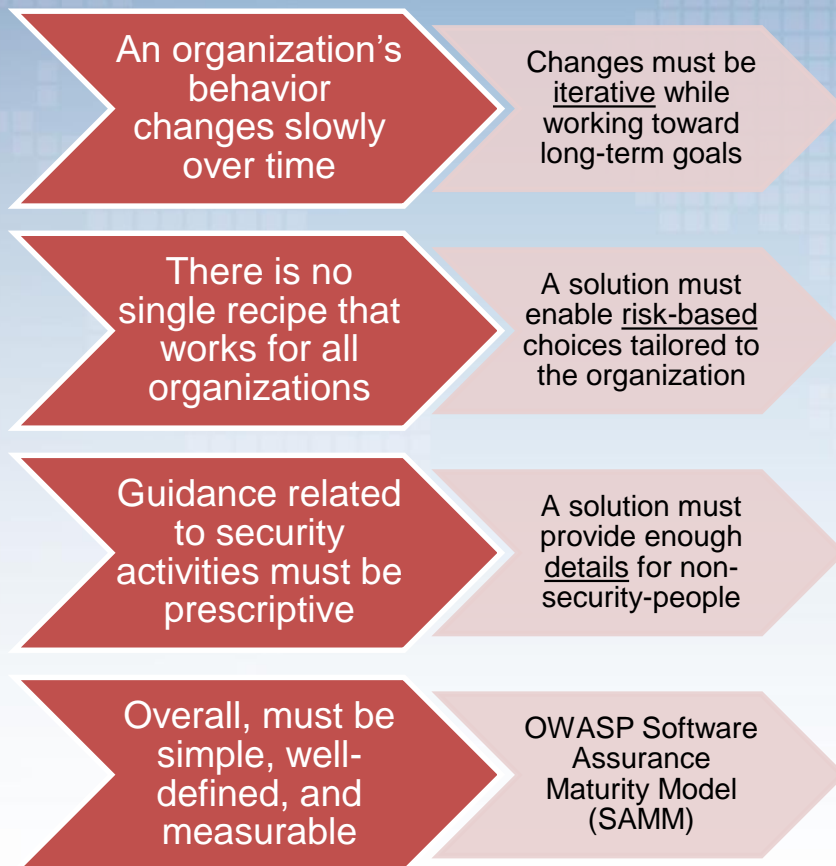 An organization’s
behavior
changes slowly
over time
Changes must be
iterative while
working toward
long-term goals
There is no
single recipe that
works for all
organizations
A solution must
enable risk-based
choices tailored to
the organization
Guidance related
to security
activities must be
prescriptive
A solution must
provide enough
details for non-
security-people
Overall, must be
simple, well-
defined, and
measurable
OWASP Software
Assurance
Maturity Model
(SAMM)